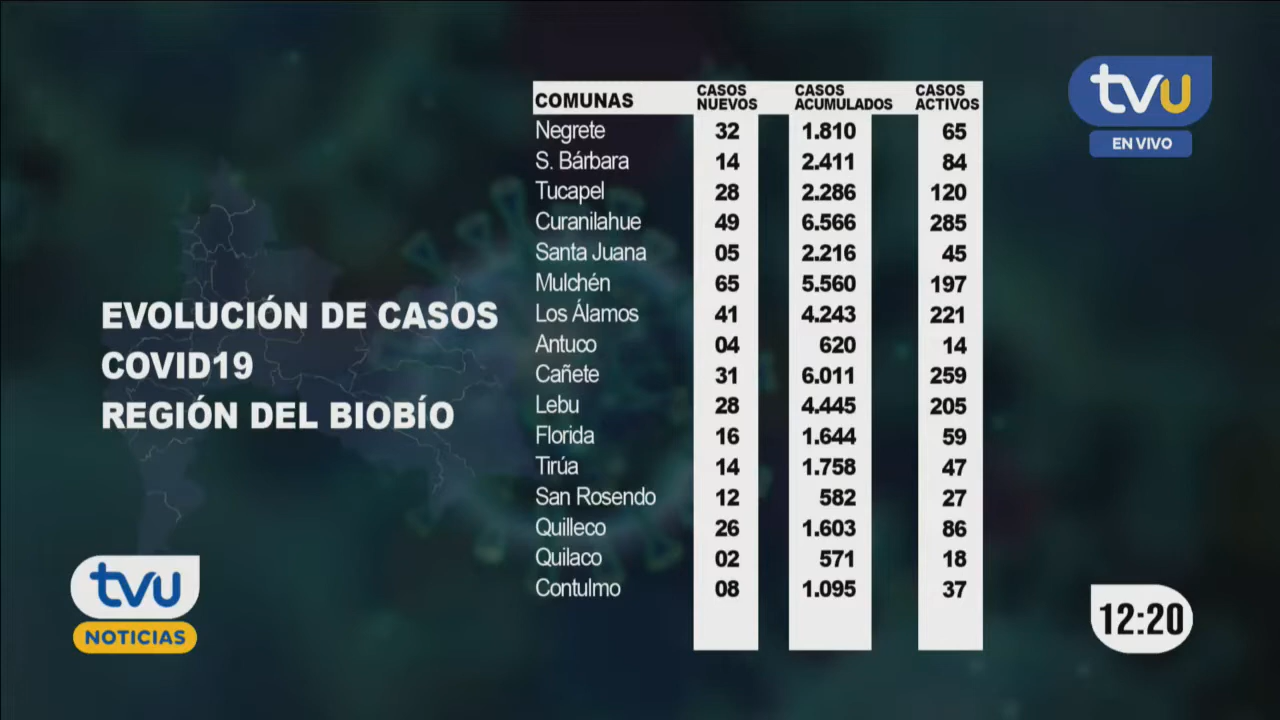 tvu
EN VIVO
COMUNAS CASOS NUEVOS CASOS ACUMULADOS CASOS ACTIVOS
Negrete 32 1.810 65
S. Bárbara 14 2.411 84
Tucapel 28 2.286 120
Curanilahue 49 6.566 285
Santa Juana 05 2.216 45
Mulchén 65 5.560 197
Los Álamos 41 4.243 221
Antuco 04 620 14
Cañete 31 6.011 259
Lebu 28 4.445 205
Florida 16 1.644 59
Tirúa 14 1.758 47
San Rosendo 12 582 27
Quilleco 26 1.603 86
Quilaco 02 571 18
Contulmo 08 1.095 37
EVOLUCIÓN DE CASOS
COVID19
REGIÓN DEL BIOBÍO
tvu
NOTICIAS
12:20